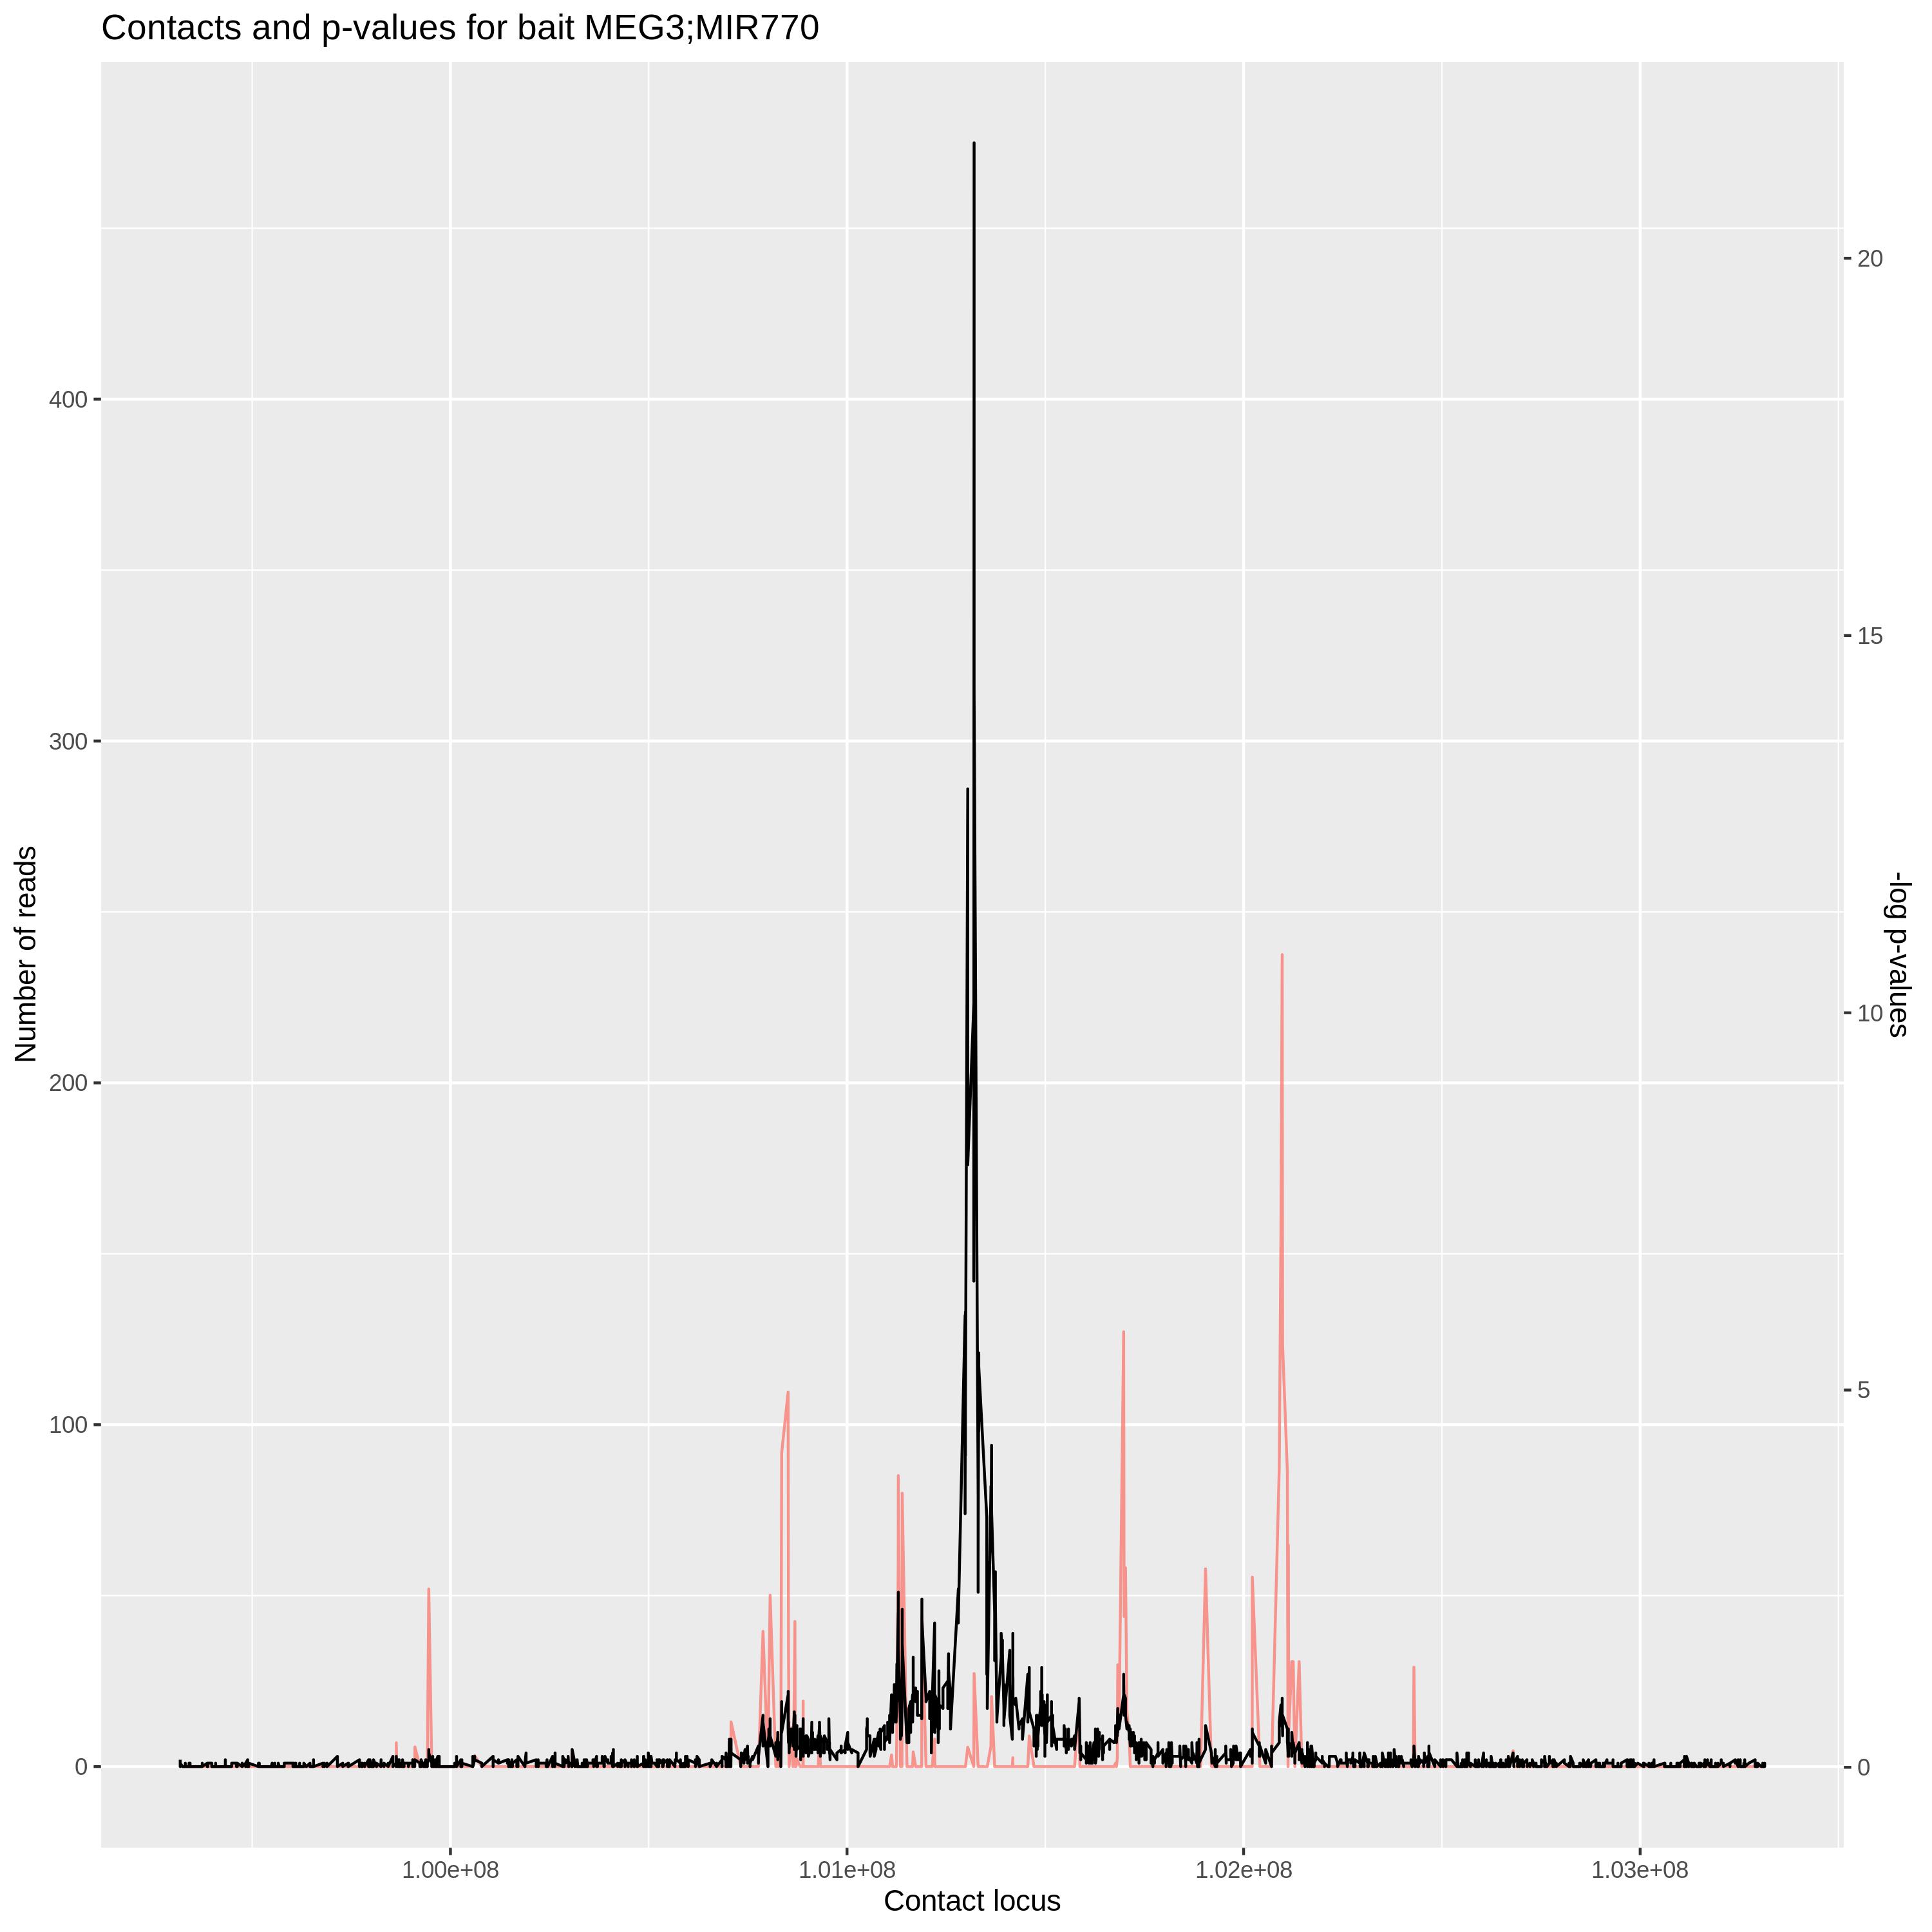 Contacts and p-values for bait MEG3;MIR770
Number of reads
400
300
200
100
0
20
15
10
5
0
-log p-values
1.00e+08
1.01e+08
1.02e+08
1.03e+08
Contact locus